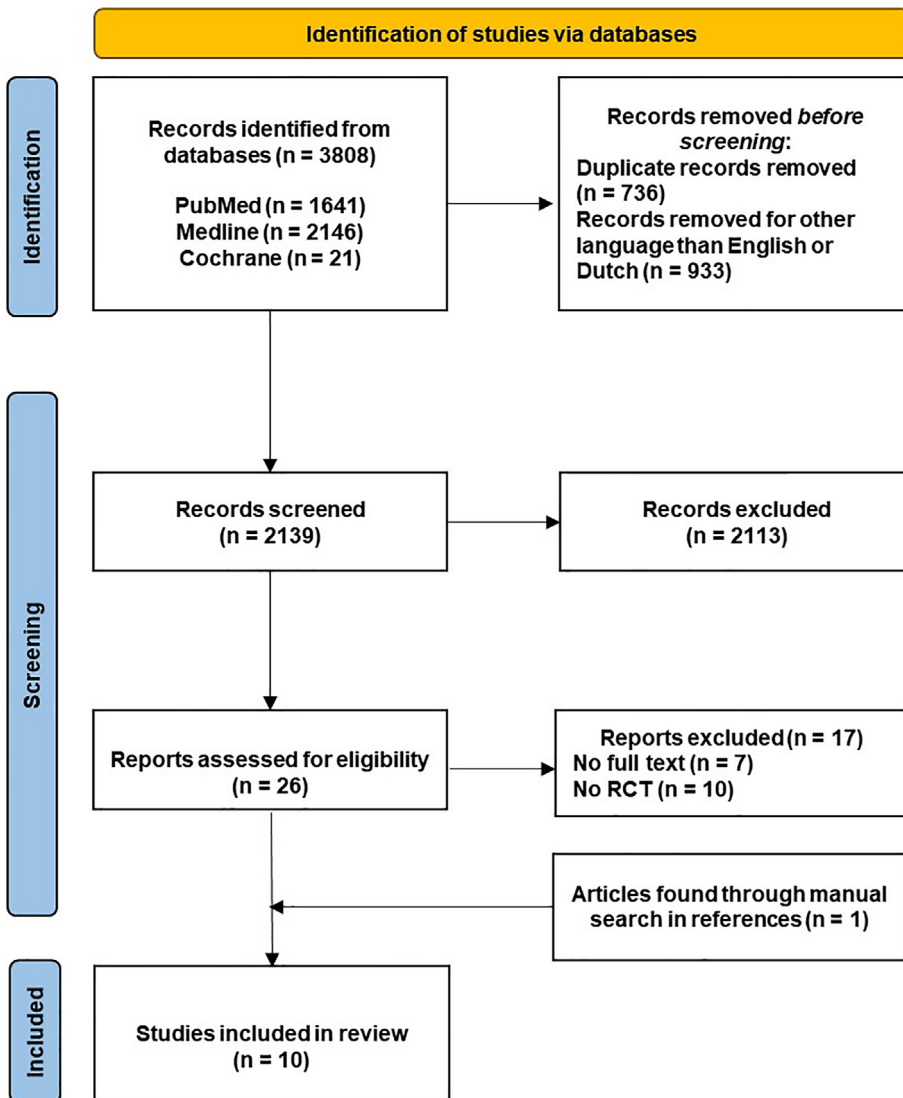 Identification of studies via databases
Identification
Records identified from
databases (n = 3808)
PubMed (n = 1641)
Medline (n = 2146)
Cochrane (n = 21)
Records removed before
screening:
Duplicate records removed
(n = 736)
Records removed for other
language than English or
Dutch (n = 933)
Screening
Records screened
(n = 2139)
Records excluded
(n = 2113)
Reports assessed for eligibility
(n = 26)
Reports excluded (n = 17)
No full text (n = 7)
No RCT (n = 10)
Articles found through manual
search in references (n = 1)
Included
Studies included in review
(n = 10)